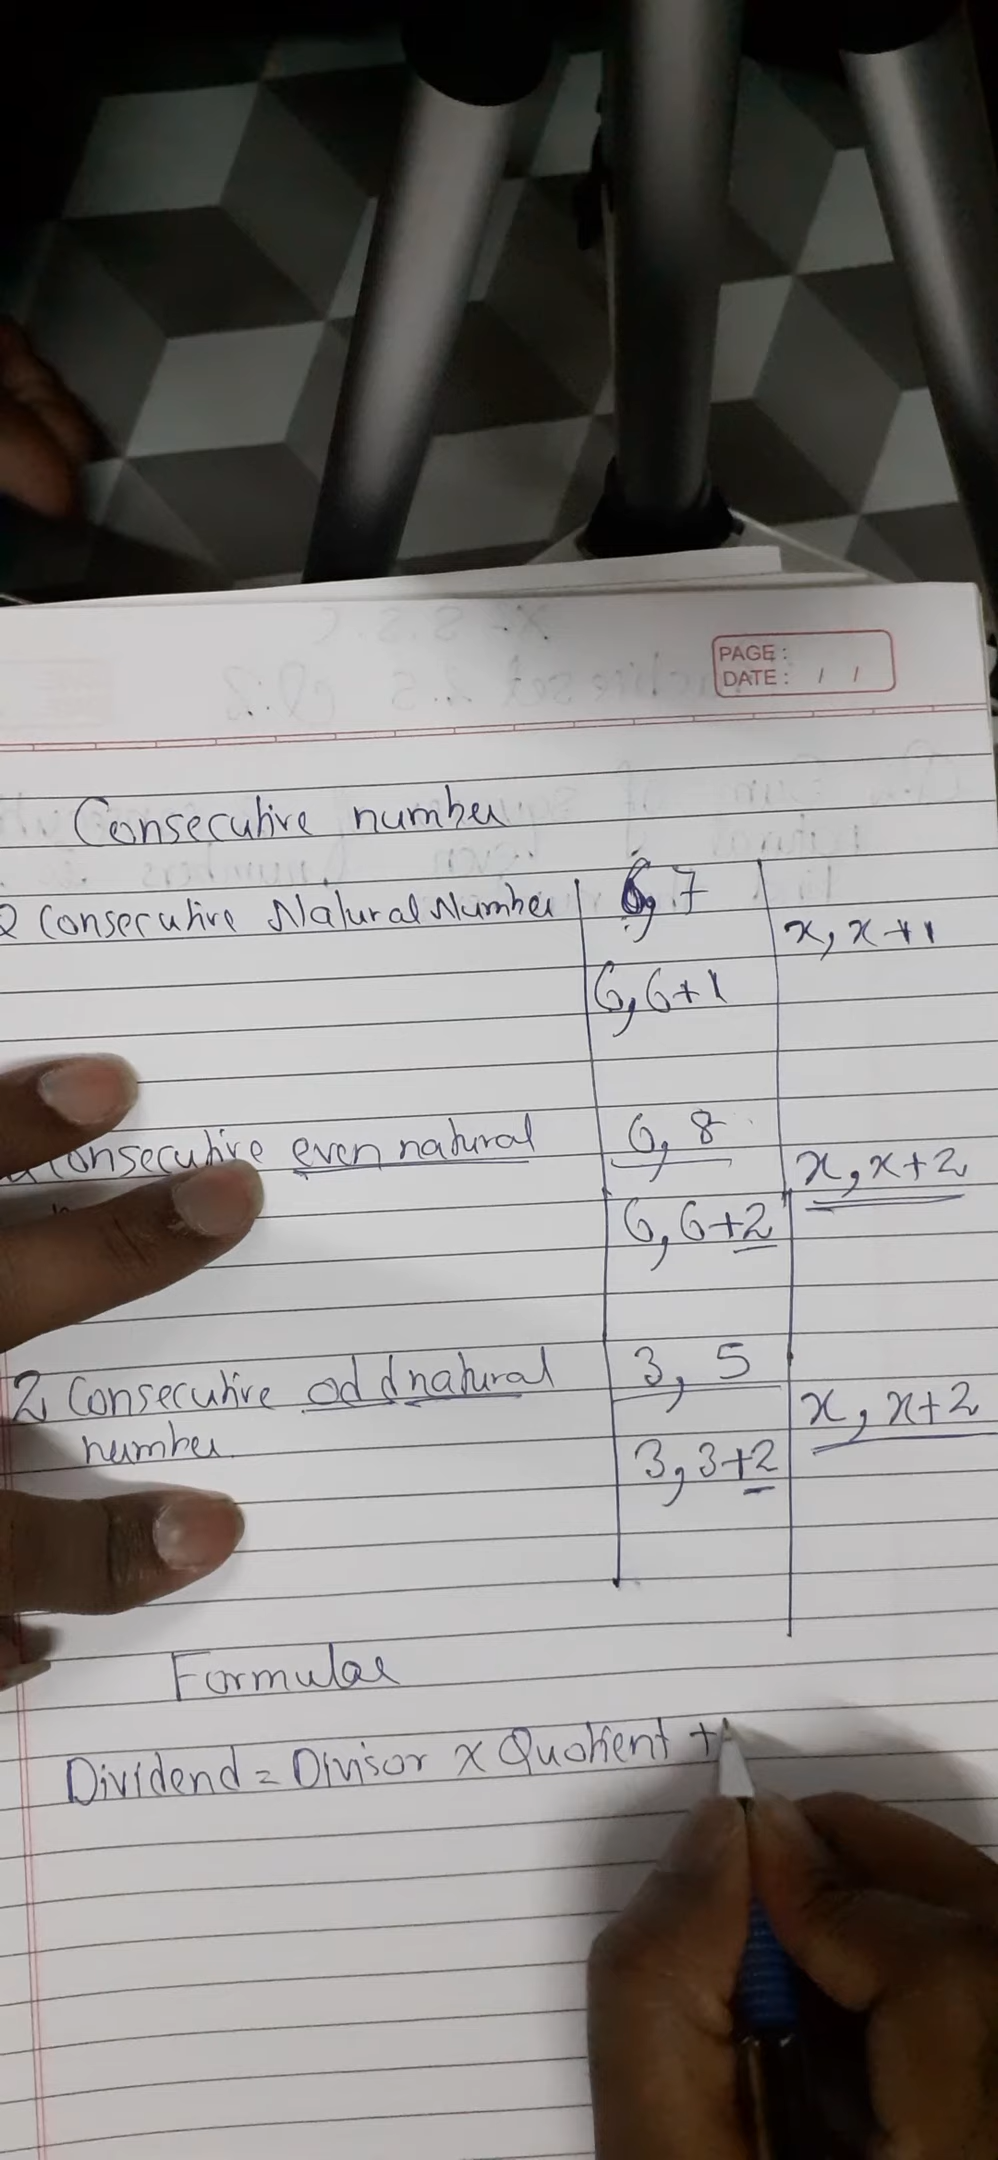 PAGE :
DATE : / /
Consecutive number
2 Consecutive Natural Number 6, 7 x, x+1
6, 6+1
Consecutive even natural 6, 8 x, x+2
6, 6+2
2 Consecutive odd natural 3, 5 x, x+2
number 3, 3+2
Formulae
Dividend = Divisor x Quotient +